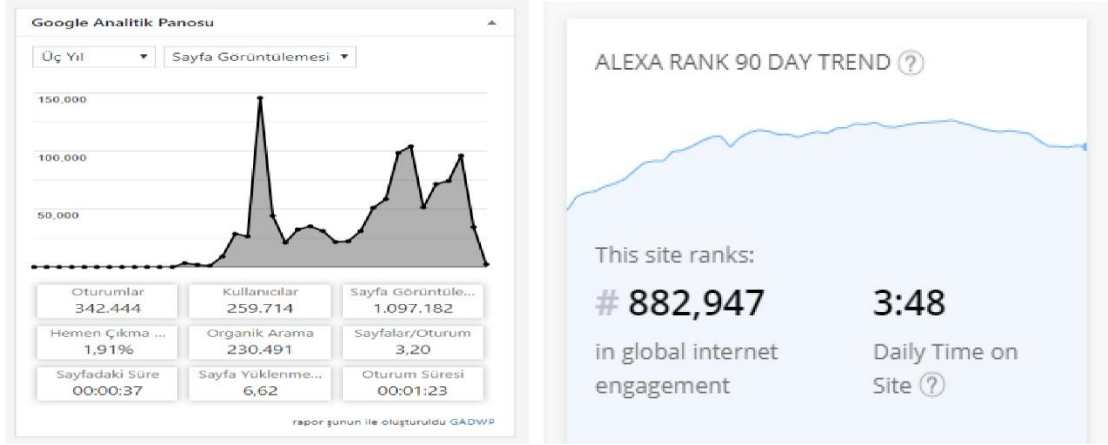 Google Analitik Panosu
Üç Yıl Sayfa Görüntülemesi
150,000
100,000
50,000
Oturumlar Kullanıcılar Sayfa Görüntüle...
342.444 259.714 1.097.182
Hemen Çıkma ... Organik Arama Sayfalar/Oturum
1,91% 230.491 3,20
Sayfadaki Süre Sayfa Yüklenme... Oturum Süresi
00:00:37 6,62 00:01:23
rapor şunun ile oluşturuldu GADWP
ALEXA RANK 90 DAY TREND ?
This site ranks:
# 882,947 3:48
in global internet Daily Time on
engagement Site ?